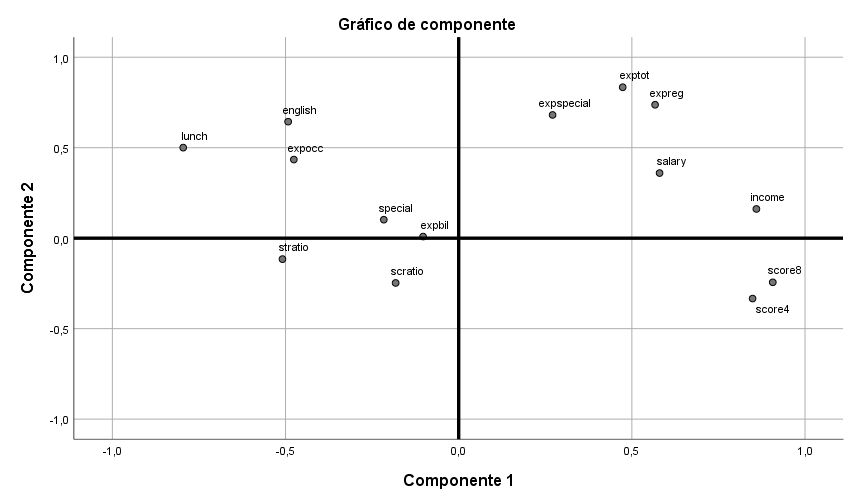 Gráfico de componente
Componente 2
1,0
0,5
0,0
-0,5
-1,0
exptot
expreg
expspecial
english
lunch
expocc
salary
income
special
expbil
stratio
scratio
score8
score4
-1,0
-0,5
0,0
0,5
1,0
Componente 1